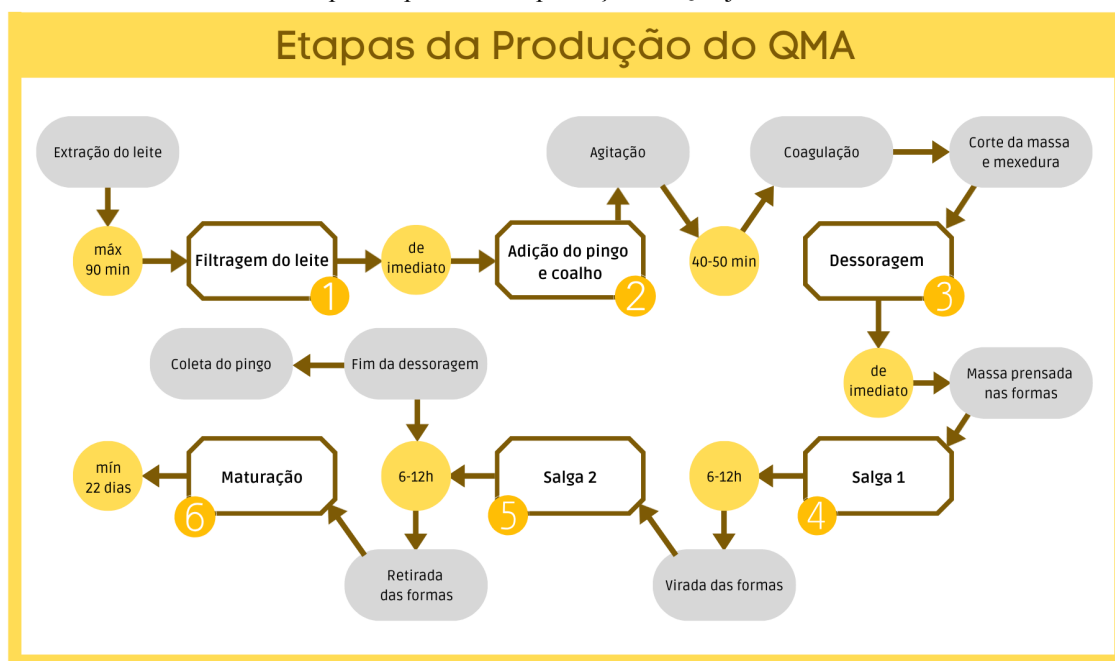 Etapas da Produção do QMA
Extração do leite
máx
90 min
Filtragem do leite
1
de
imediato
Adição do pingo
e coalho
2
Agitação
40-50 min
Coagulação
Corte da massa
e mexedura
Dessoragem
3
de
imediato
Massa prensada
nas formas
Salga 1
4
6-12h
Virada das formas
Salga 2
5
6-12h
Fim da dessoragem
Coleta do pingo
Retirada
das formas
Maturação
6
mín
22 dias